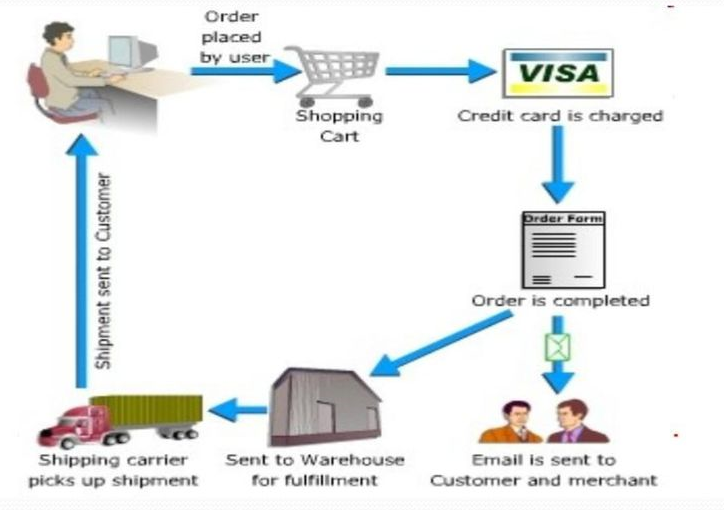 Order
placed
by user
Shopping
Cart
VISA
Credit card is charged
Order Form
Order is completed
Shipment sent to Customer
Shipping carrier
picks up shipment
Sent to Warehouse
for fulfillment
Email is sent to
Customer and merchant